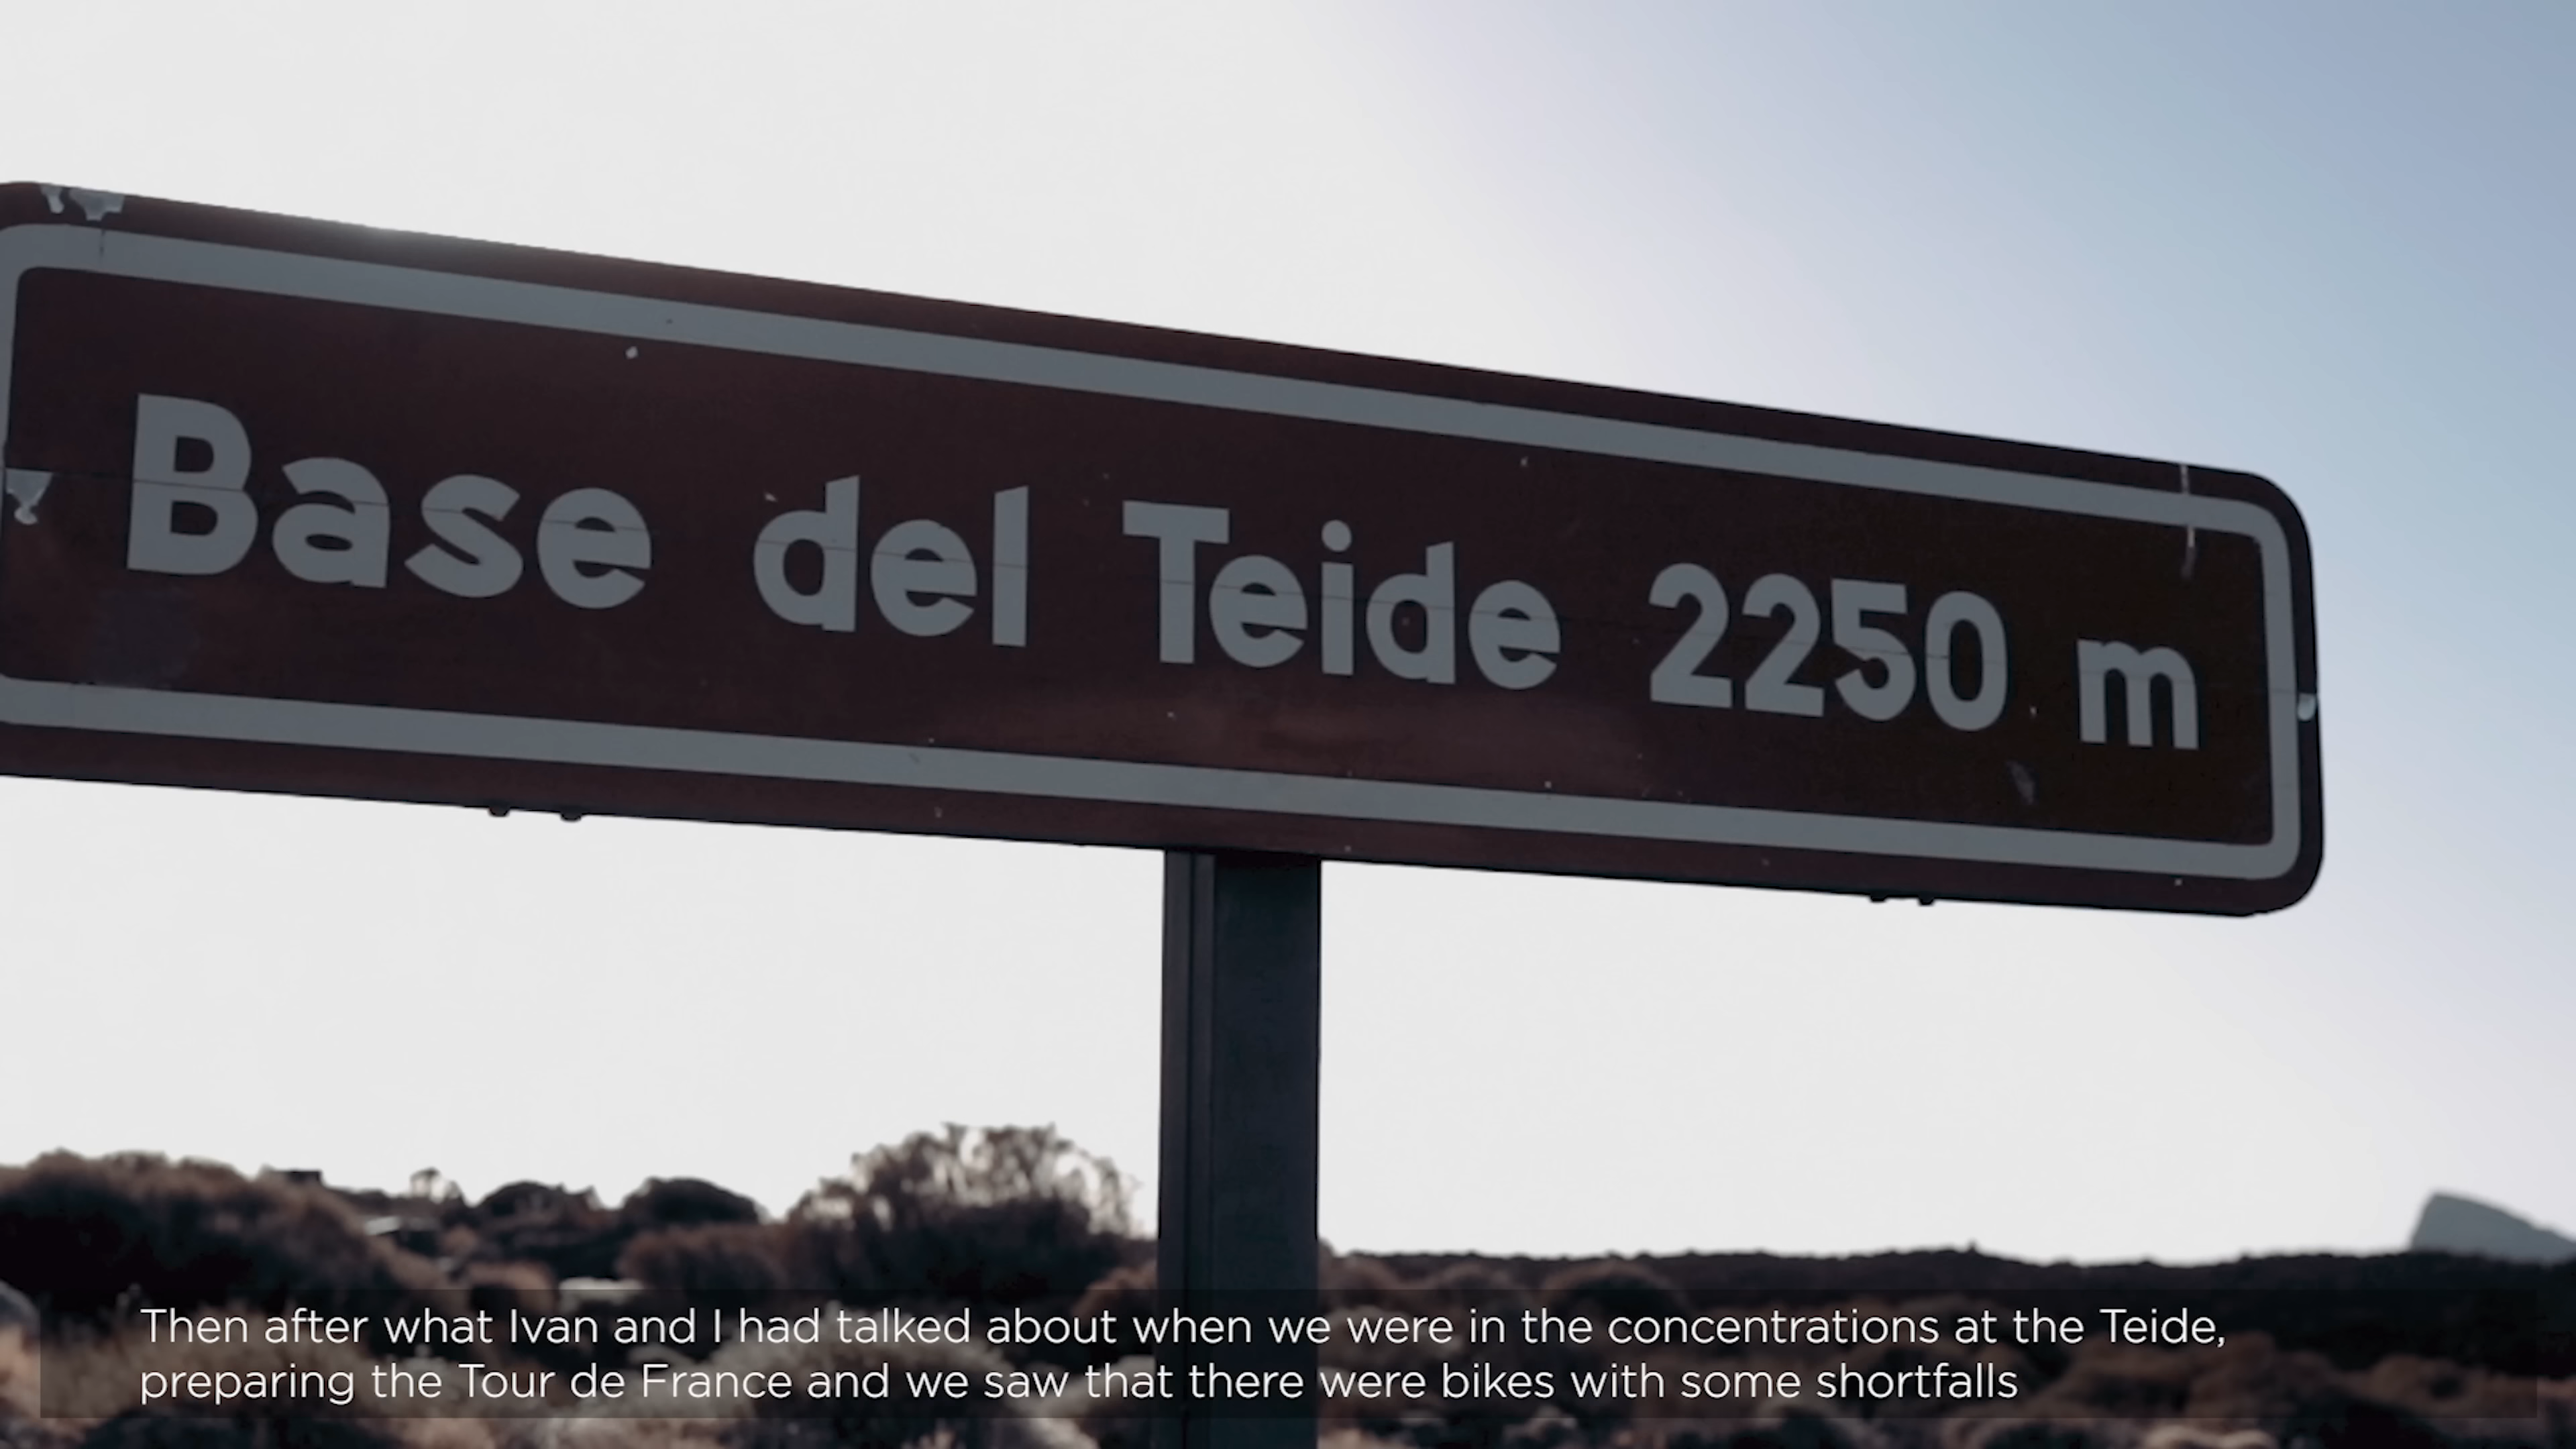 Base del Teide 2250 m
Then after what Ivan and I had talked about when we were in the concentrations at the Teide,
preparing the Tour de France and we saw that there were bikes with some shortfalls